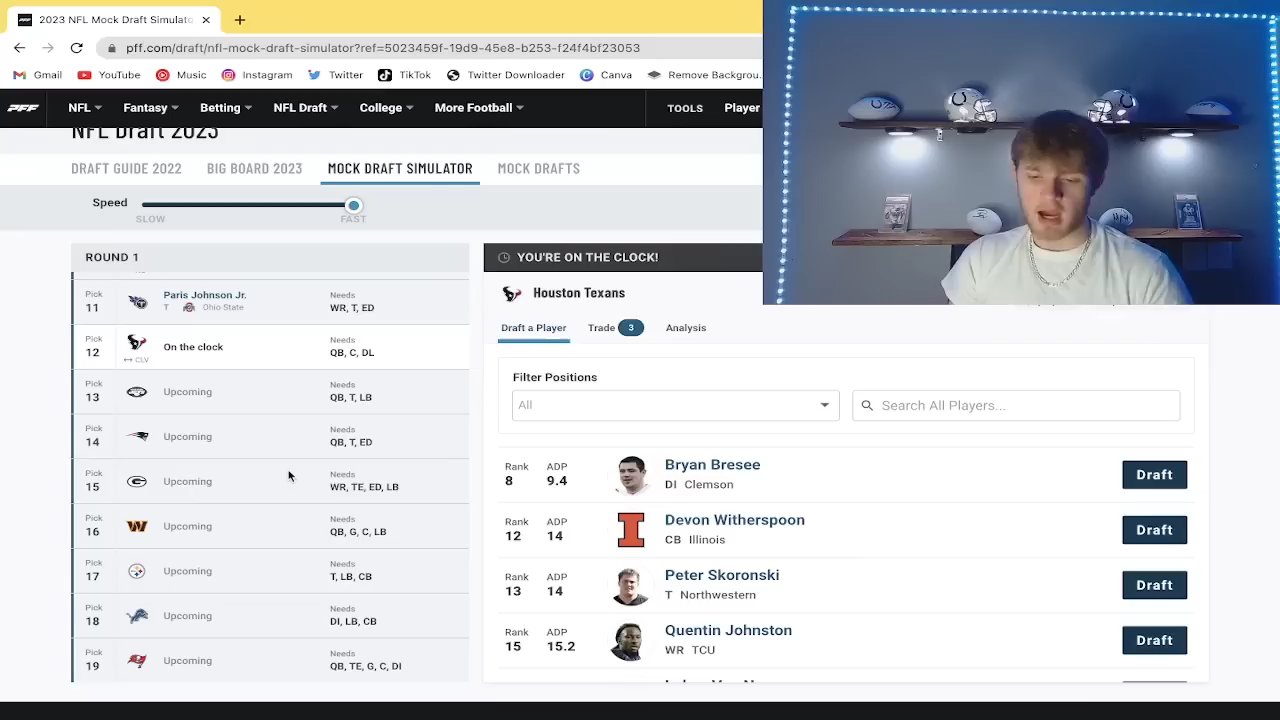 2023 NFL Mock Draft Simulato
pff.com/draft/nfl-mock-draft-simulator?ref=5023459f-19d9-45e8-b253-f24f4bf23053
Gmail YouTube Music Instagram Twitter TikTok Twitter Downloader Canva Remove Backgrou...
PFF NFL Fantasy Betting NFL Draft College More Football TOOLS Player
NFL Draft 2023
DRAFT GUIDE 2022 BIG BOARD 2023 MOCK DRAFT SIMULATOR MOCK DRAFTS
Speed
SLOW FAST
ROUND 1
Pick Paris Johnson Jr. Needs
11 T Ohio State WR, T, ED
Pick On the clock Needs
12 CLV QB, C, DL
Pick Upcoming Needs
13 QB, T, LB
Pick Upcoming Needs
14 QB, T, ED
Pick Upcoming Needs
15 WR, TE, ED, LB
Pick Upcoming Needs
16 QB, G, C, LB
Pick Upcoming Needs
17 T, LB, CB
Pick Upcoming Needs
18 DI, LB, CB
Pick Upcoming Needs
19 QB, TE, G, C, DI
YOU'RE ON THE CLOCK!
Houston Texans
Draft a Player Trade 3 Analysis
Filter Positions
All Search All Players...
Rank ADP Bryan Bresee Draft
8 9.4 DI Clemson
Rank ADP Devon Witherspoon Draft
12 14 CB Illinois
Rank ADP Peter Skoronski Draft
13 14 T Northwestern
Rank ADP Quentin Johnston Draft
15 15.2 WR TCU